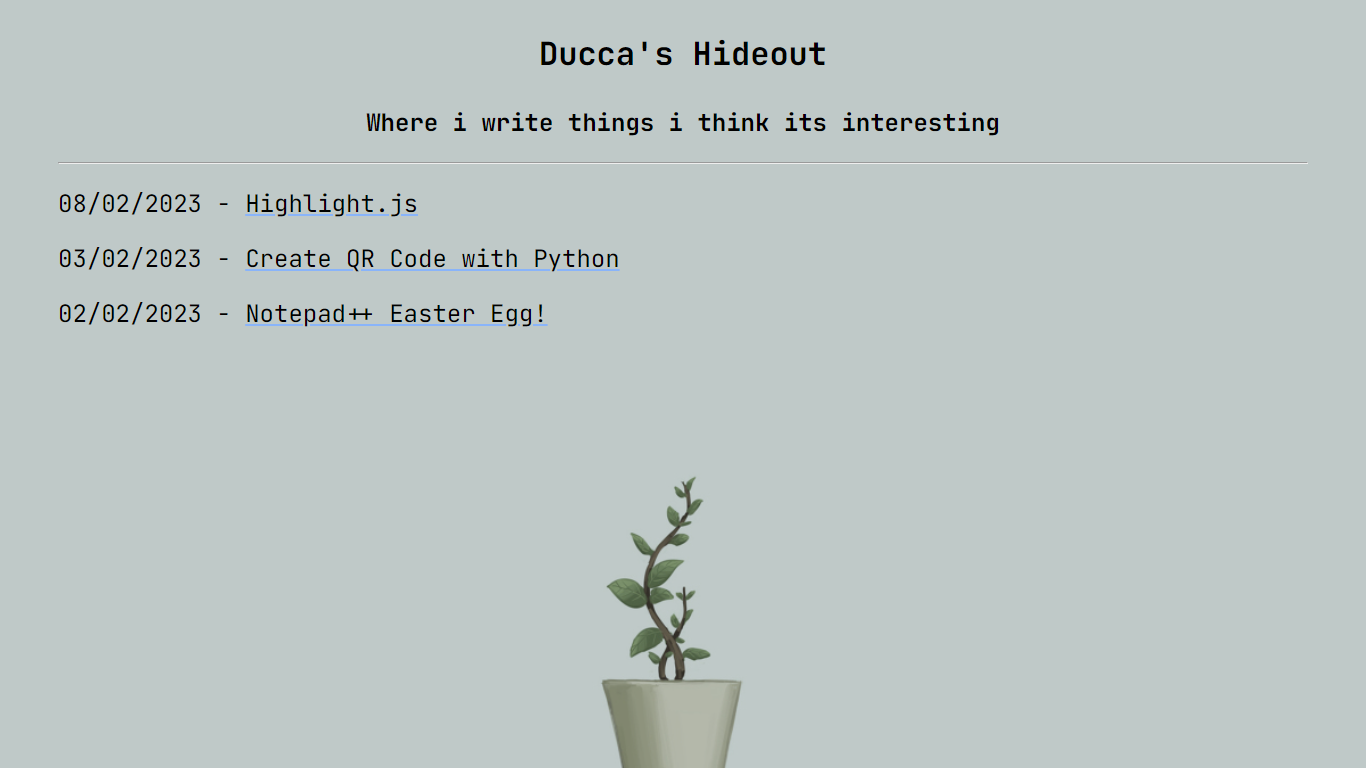 Ducca's Hideout
Where i write things i think its interesting
08/02/2023 - Highlight.js
03/02/2023 - Create QR Code with Python
02/02/2023 - Notepad++ Easter Egg!